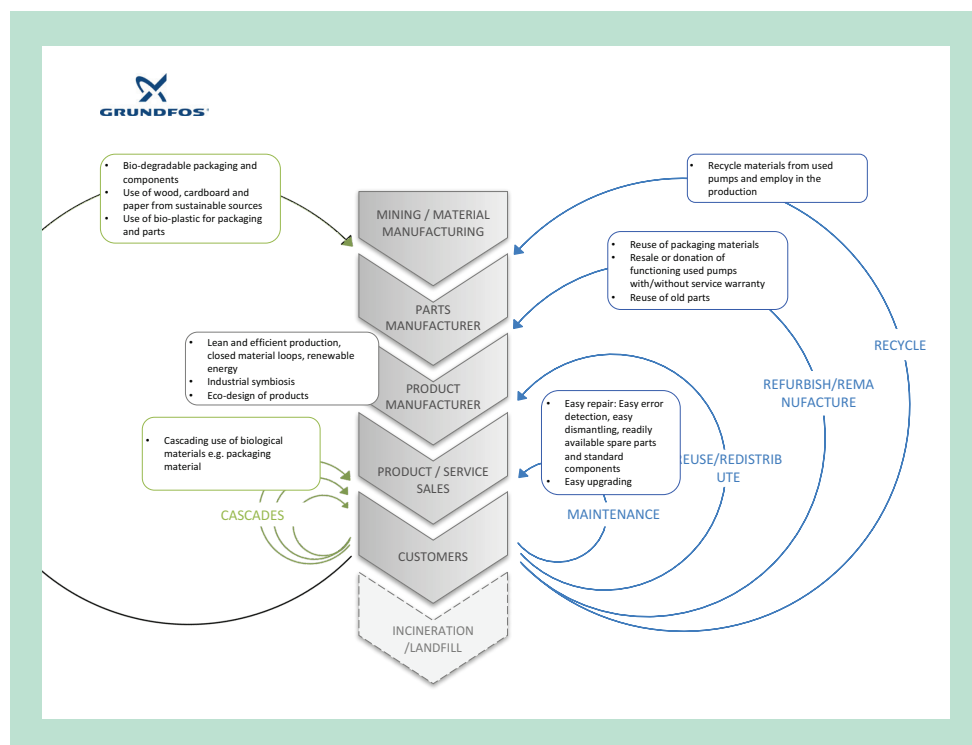 GRUNDFOS
• Bio-degradable packaging and
components
• Use of wood, cardboard and
paper from sustainable sources
• Use of bio-plastic for packaging
and parts
• Recycle materials from used
pumps and employ in the
production
MINING / MATERIAL
MANUFACTURING
• Reuse of packaging materials
• Resale or donation of
functioning used pumps
with/without service warranty
• Reuse of old parts
PARTS
MANUFACTURER
• Lean and efficient production,
closed material loops, renewable
energy
• Industrial symbiosis
• Eco-design of products
RECYCLE
REFURBISH/REMA
NUFACTURE
PRODUCT
MANUFACTURER
• Easy repair: Easy error
detection, easy
dismantling, readily
available spare parts
and standard
components
• Easy upgrading
• Cascading use of biological
materials e.g. packaging
material
PRODUCT / SERVICE
SALES
REUSE/REDISTRIB
UTE
CASCADES
MAINTENANCE
CUSTOMERS
INCINERATION
/LANDFILL